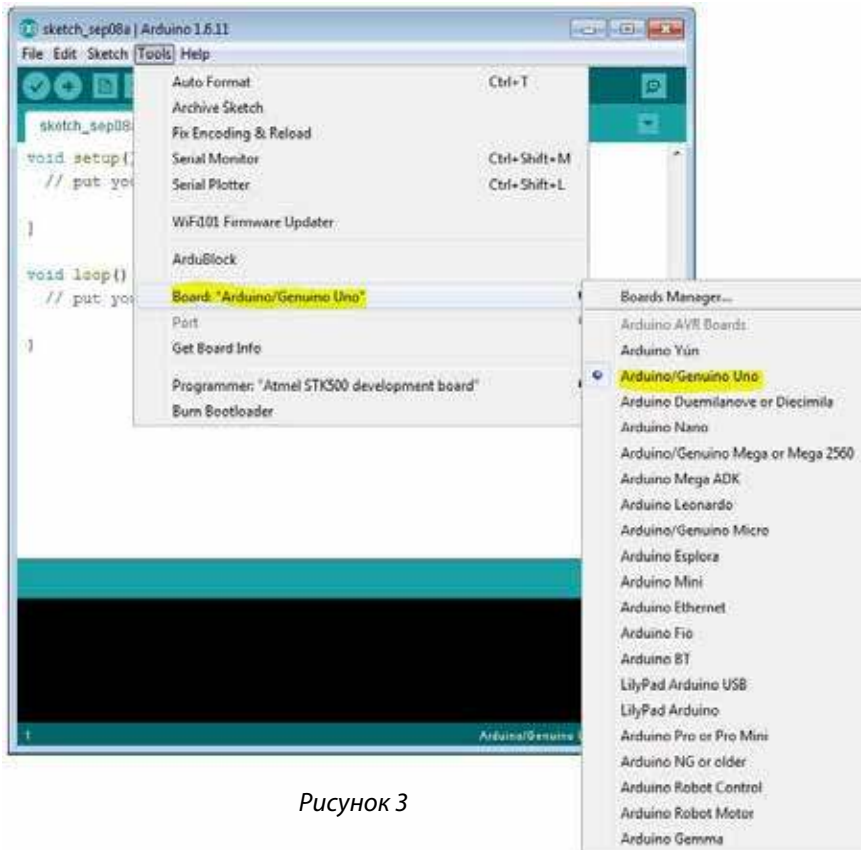 sketch_sep08a | Arduino 1.6.11
File Edit Sketch Tools Help
sketch_sep08
void setup()
// put you
}
void loop()
// put you
}
Auto Format Ctrl+T
Archive Sketch
Fix Encoding & Reload
Serial Monitor Ctrl+Shift+M
Serial Plotter Ctrl+Shift+L
WiFi101 Firmware Updater
ArduBlock
Board: "Arduino/Genuino Uno"
Port
Get Board Info
Programmer: "Atmel STK500 development board"
Burn Bootloader
Boards Manager...
Arduino AVR Boards
Arduino Yún
Arduino/Genuino Uno
Arduino Duemilanove or Diecimila
Arduino Nano
Arduino/Genuino Mega or Mega 2560
Arduino Mega ADK
Arduino Leonardo
Arduino/Genuino Micro
Arduino Esplora
Arduino Mini
Arduino Ethernet
Arduino Fio
Arduino BT
LilyPad Arduino USB
LilyPad Arduino
Arduino Pro or Pro Mini
Arduino NG or older
Arduino Robot Control
Arduino Robot Motor
Arduino Gemma
1 Arduino/Genuino
Рисунок 3